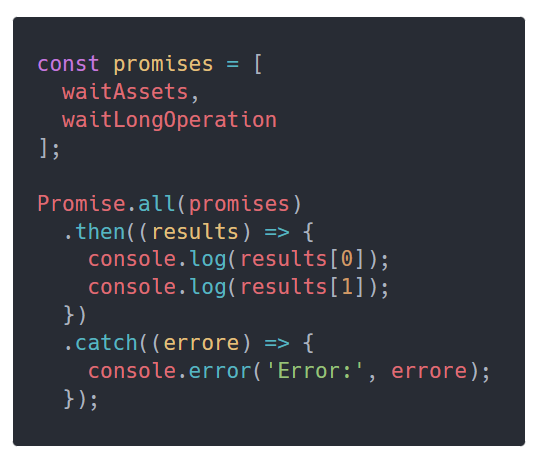 const promises = [
  waitAssets,
  waitLongOperation
];

Promise.all(promises)
  .then((results) => {
    console.log(results[0]);
    console.log(results[1]);
  })
  .catch((errore) => {
    console.error('Error:', errore);
  });